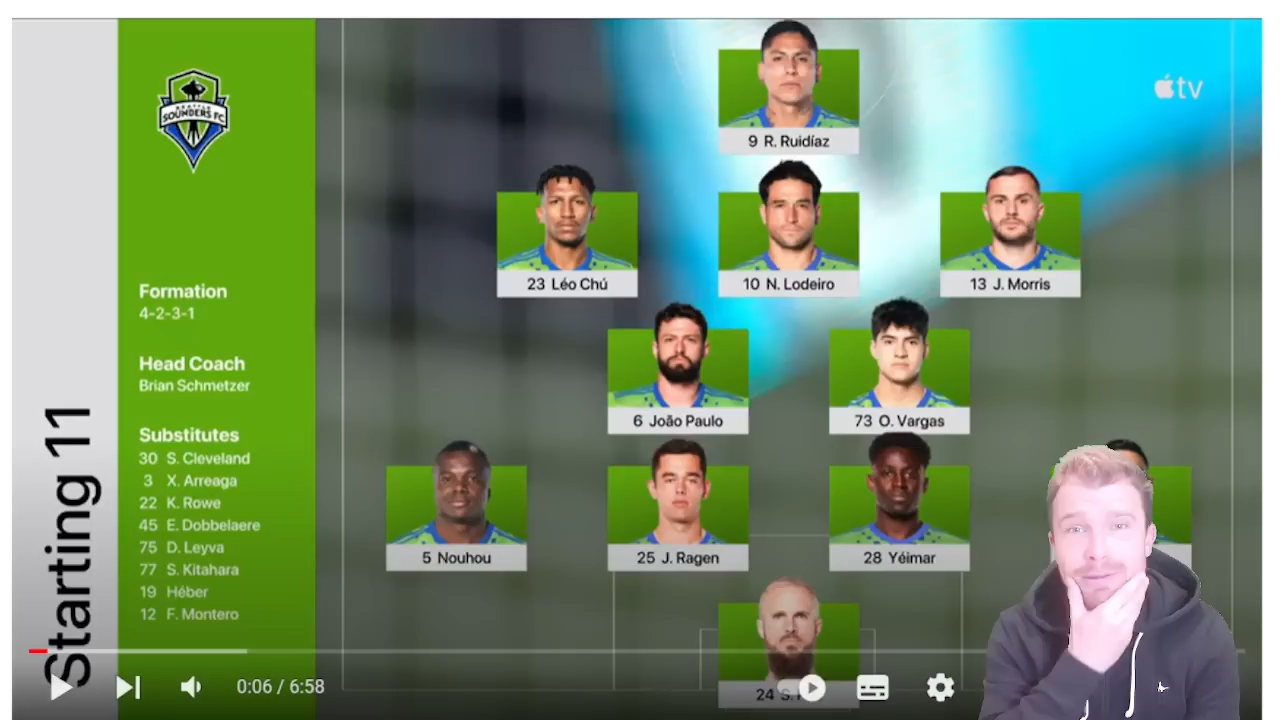 Starting 11
SEATTLE
SOUNDERS FC
Formation
4-2-3-1
Head Coach
Brian Schmetzer
Substitutes
30 S. Cleveland
3 X. Arreaga
22 K. Rowe
45 E. Dobbelaere
75 D. Leyva
77 S. Kitahara
19 Héber
12 F. Montero
tv
9 R. Ruidíaz
23 Léo Chú
10 N. Lodeiro
13 J. Morris
6 João Paulo
73 O. Vargas
5 Nouhou
25 J. Ragen
28 Yéimar
24 S.
0:06 / 6:58